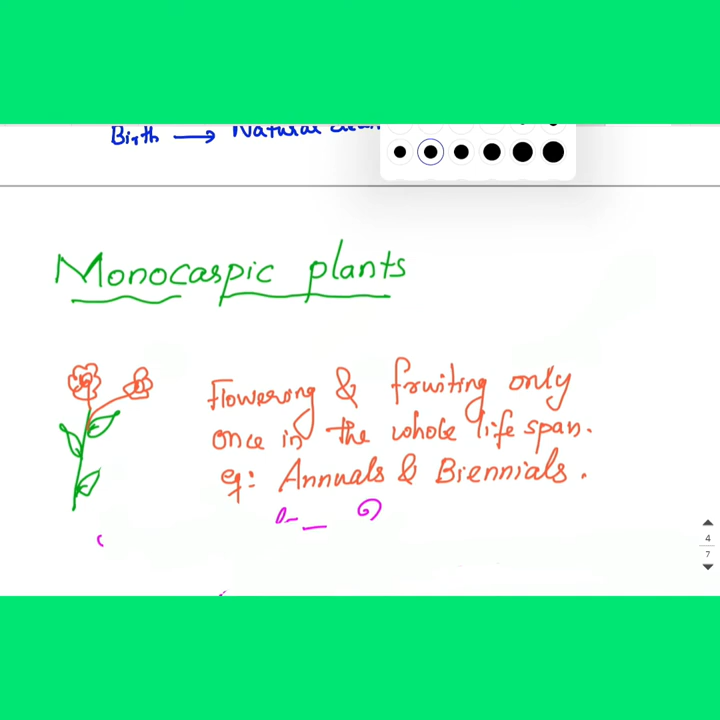 Birth → Natural
Monocaspic plants
Flowering & fruiting only
once in the whole life span.
eg: Annuals & Biennials.
4
7